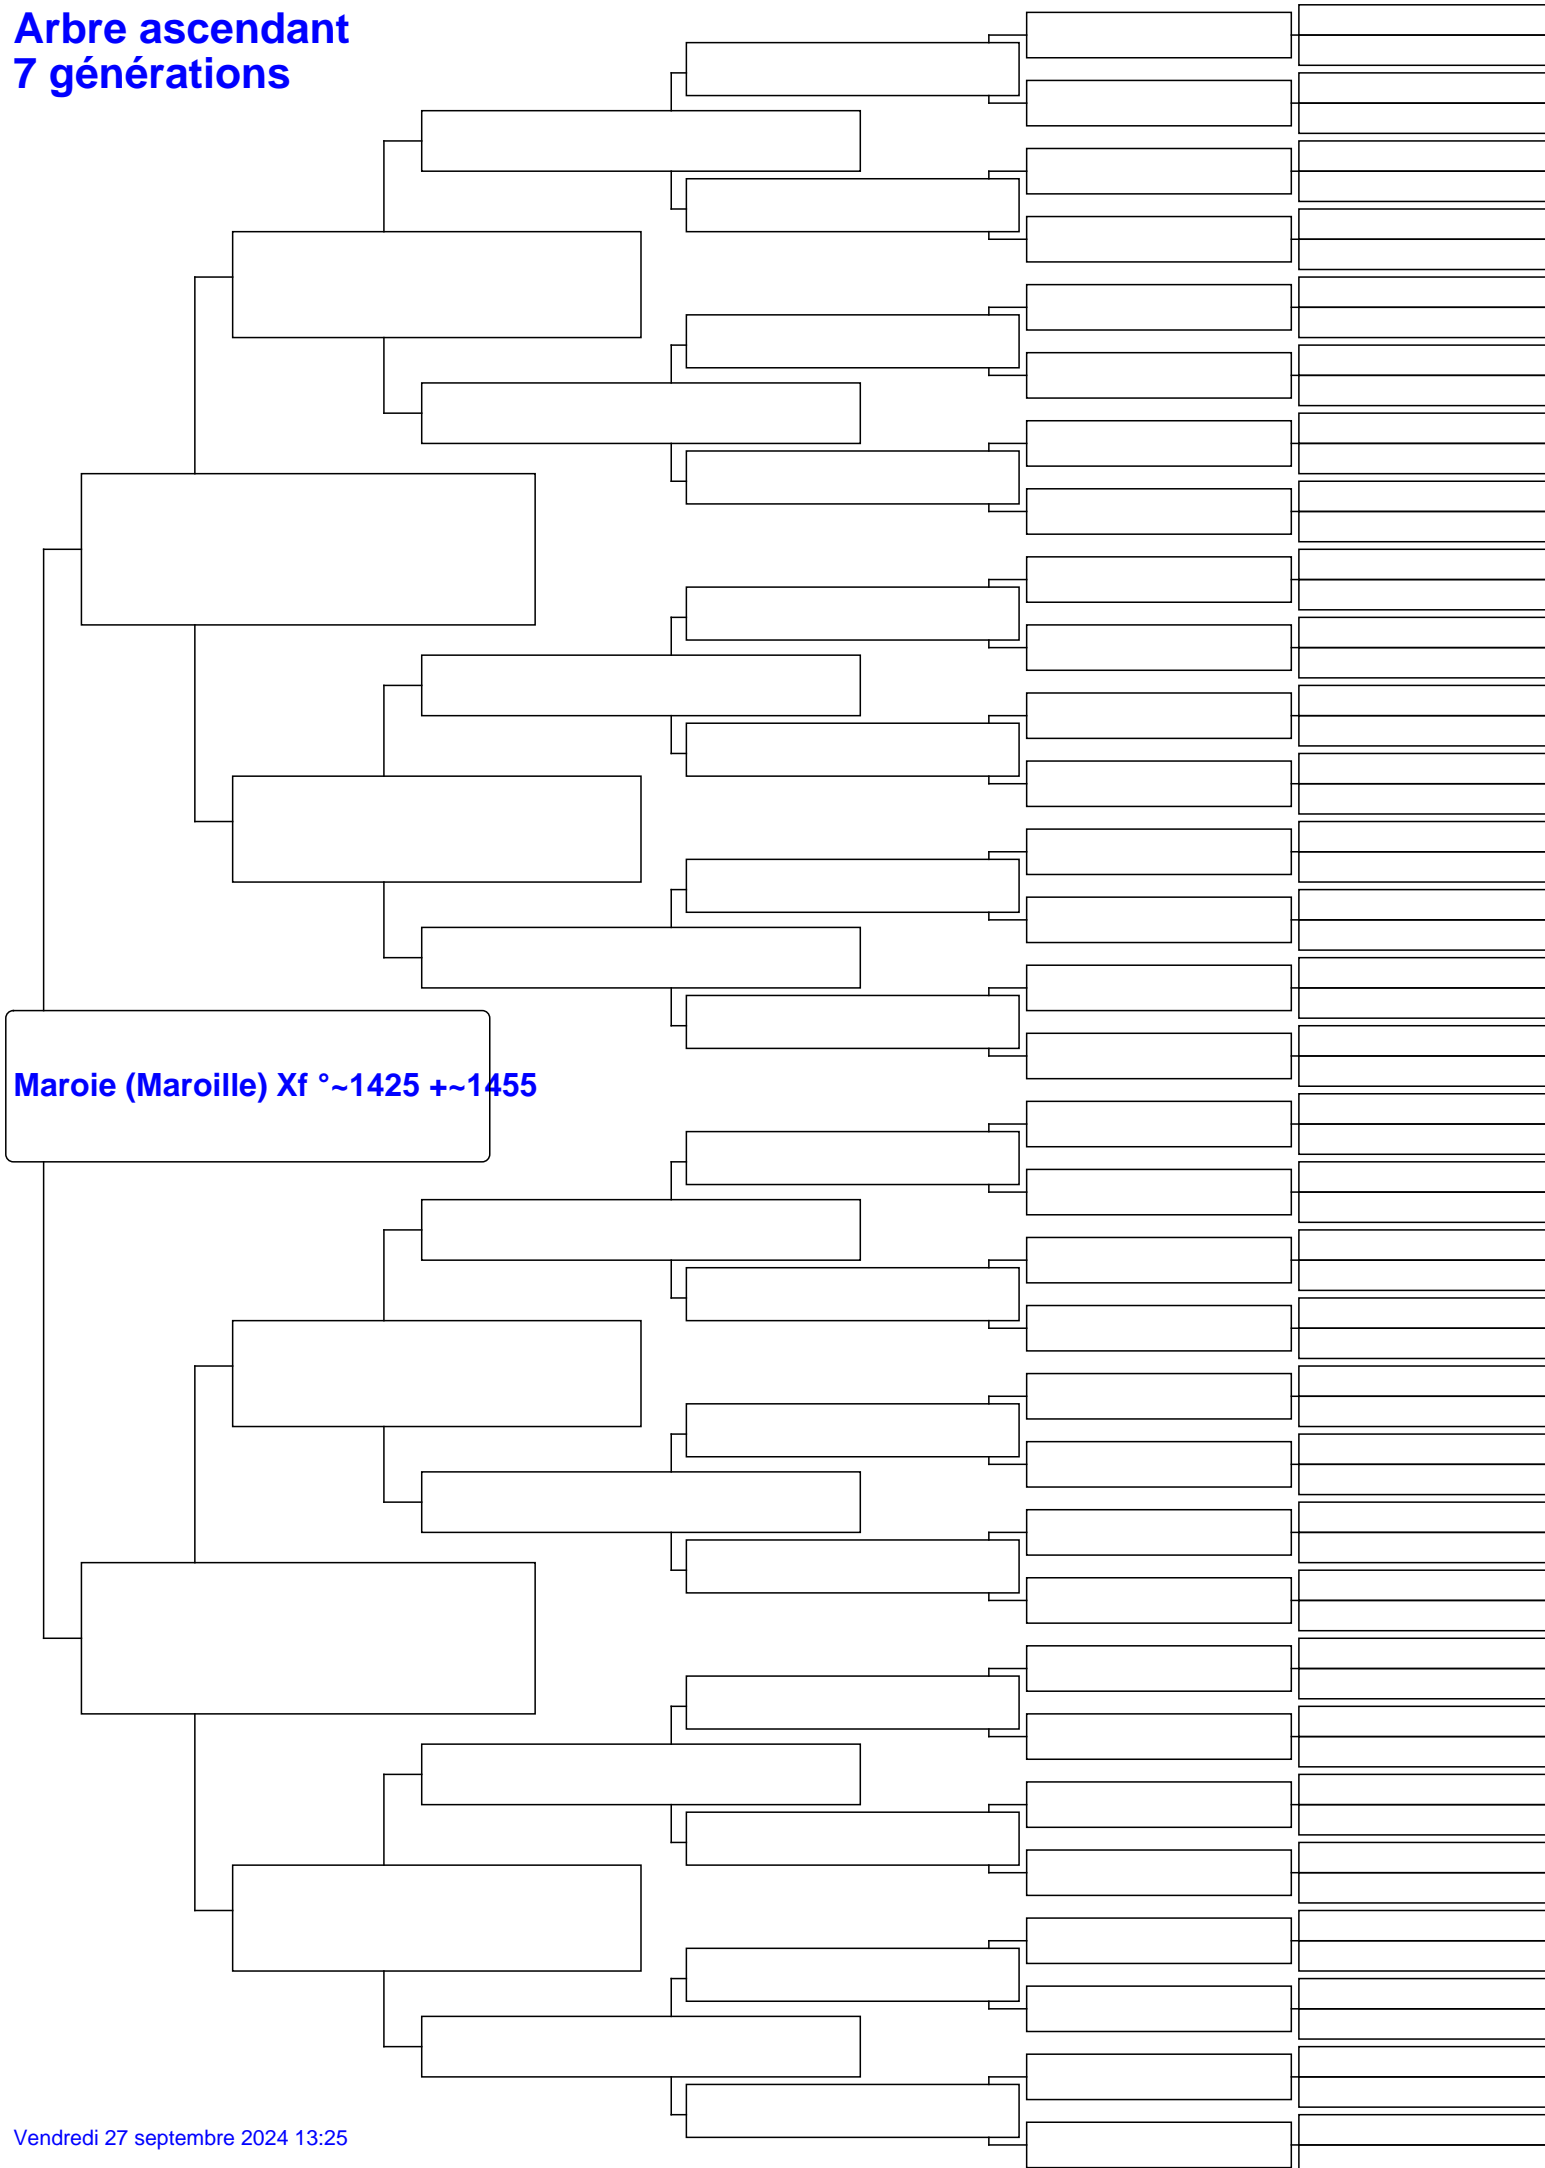 Arbre ascendant
7 générations
Maroie (Maroille) Xf °~1425 +~1455
Vendredi 27 septembre 2024 13:25